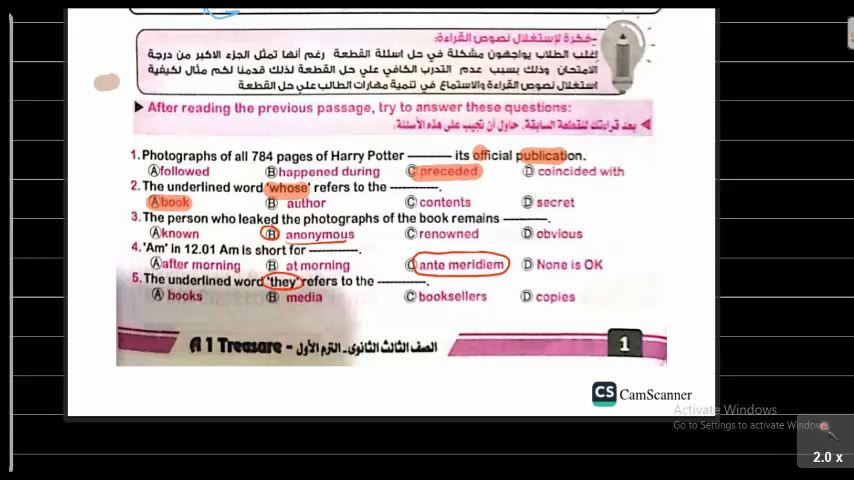 -فكرة لإستغلال نصوص القراءة:
اغلب الطلاب يواجهون مشكلة في حل اسئلة القطعة رغم أنها تمثل الجزء الاكبر من درجة
الامتحان وذلك بسبب عدم التدرب الكافي علي حل القطعة لذلك قدمنا لكم مثال لكيفية
استغلال نصوص القراءة والاستماع في تنمية مهارات الطالب علي حل القطعة
▶ After reading the previous passage, try to answer these questions:
◀ بعد قراءتك للقطعة السابقة، حاول أن تجيب على هذه الأسئلة:
1. Photographs of all 784 pages of Harry Potter ---------- its official publication.
Ⓐ followed Ⓑ happened during Ⓒ preceded Ⓓ coincided with
2. The underlined word 'whose' refers to the -----------.
Ⓐ book Ⓑ author Ⓒ contents Ⓓ secret
3. The person who leaked the photographs of the book remains ----------.
Ⓐ known Ⓑ anonymous Ⓒ renowned Ⓓ obvious
4. 'Am' in 12.01 Am is short for -----------.
Ⓐ after morning Ⓑ at morning Ⓒ ante meridiem Ⓓ None is OK
5. The underlined word 'they' refers to the -----------.
Ⓐ books Ⓑ media Ⓒ booksellers Ⓓ copies
A 1 Treasure - الصف الثالث الثانوى - الترم الأول 1
CS CamScanner
Activate Windows
Go to Settings to activate Windows.
2.0 x